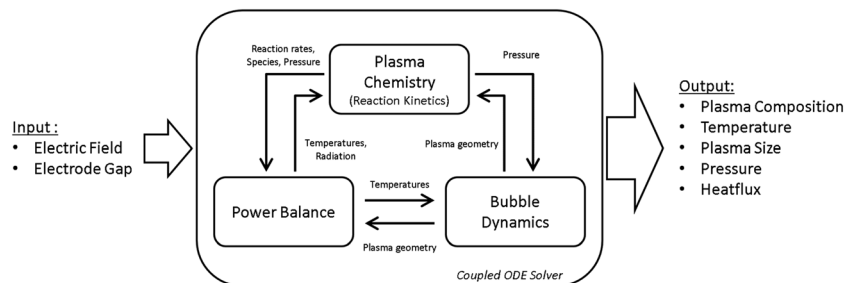 Input :
• Electric Field
• Electrode Gap
Reaction rates,
Species, Pressure
Plasma
Chemistry
(Reaction Kinetics)
Pressure
Temperatures,
Radiation
Plasma geometry
Power Balance
Temperatures
Plasma geometry
Bubble
Dynamics
Coupled ODE Solver
Output:
• Plasma Composition
• Temperature
• Plasma Size
• Pressure
• Heatflux